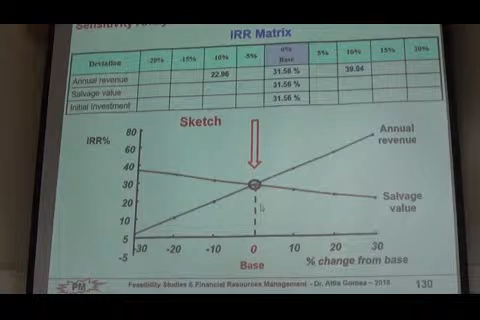 Sensitivity
IRR Matrix
Deviation -20% -15% -10% -5% 0% Base 5% 10% 15% 20%
Annual revenue 22.96 31.56 % 39.04
Salvage value 31.56 %
Initial Investment 31.56 %
Sketch
IRR%
80
60
40
30
20
10
5
-5
-30 -20 -10 0 10 20 30
Annual revenue
Salvage value
Base
% change from base
PM
Feasibility Studies & Financial Resources Management - Dr. Attia Gomaa - 2018
130